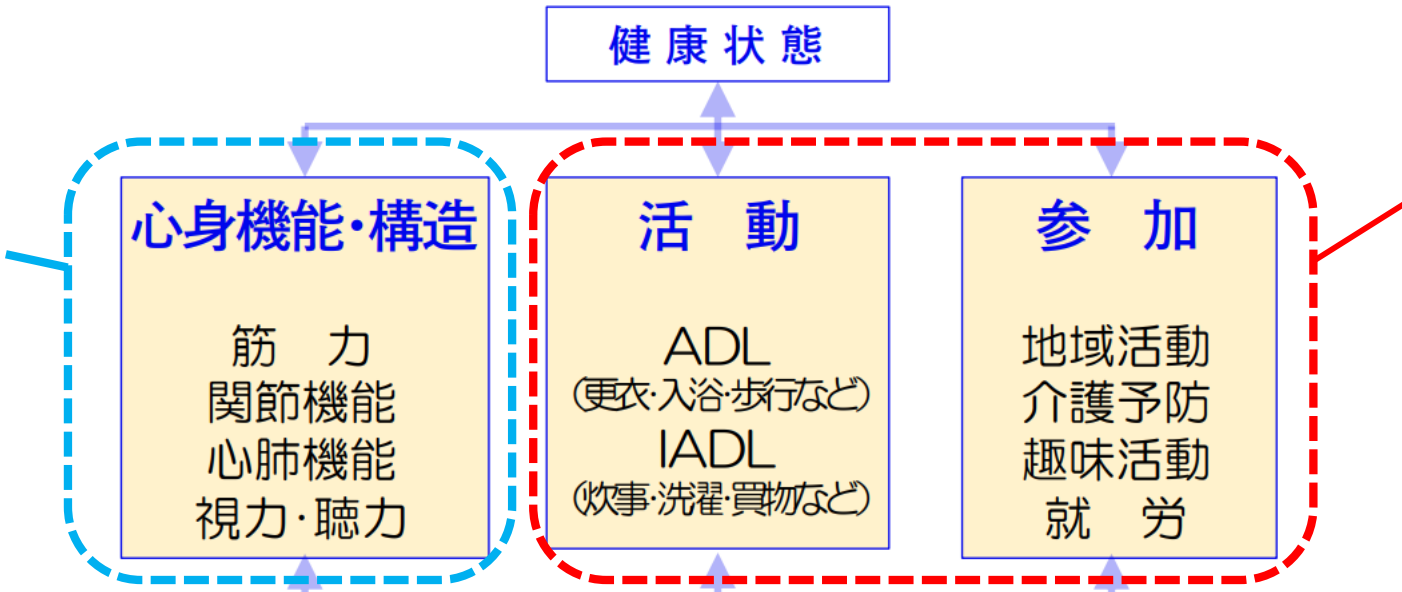 健 康 状 態
心身機能・構造
筋　力
関節機能
心肺機能
視力・聴力
活　動
ADL
(更衣・入浴・歩行など)
IADL
(炊事・洗濯・買物など)
参　加
地域活動
介護予防
趣味活動
就　労